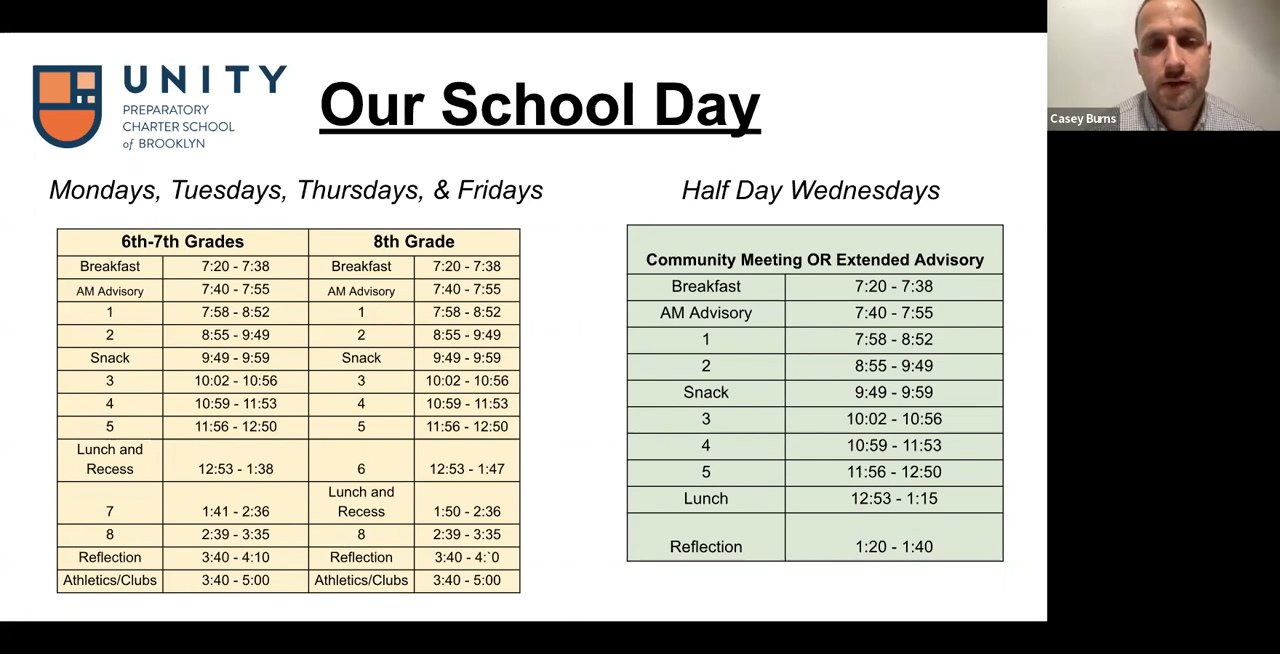 UNITY
PREPARATORY
CHARTER SCHOOL
of BROOKLYN
Our School Day
Casey Burns
Mondays, Tuesdays, Thursdays, & Fridays
6th-7th Grades 8th Grade
Breakfast 7:20 - 7:38 Breakfast 7:20 - 7:38
AM Advisory 7:40 - 7:55 AM Advisory 7:40 - 7:55
1 7:58 - 8:52 1 7:58 - 8:52
2 8:55 - 9:49 2 8:55 - 9:49
Snack 9:49 - 9:59 Snack 9:49 - 9:59
3 10:02 - 10:56 3 10:02 - 10:56
4 10:59 - 11:53 4 10:59 - 11:53
5 11:56 - 12:50 5 11:56 - 12:50
Lunch and
Recess 12:53 - 1:38 6 12:53 - 1:47
Lunch and
7 1:41 - 2:36 Recess 1:50 - 2:36
8 2:39 - 3:35 8 2:39 - 3:35
Reflection 3:40 - 4:10 Reflection 3:40 -
Athletics/Clubs 3:40 - 5:00 Athletics/Clubs 3:40 - 5:00
Half Day Wednesdays
Community Meeting OR Extended Advisory
Breakfast 7:20 - 7:38
AM Advisory 7:40 - 7:55
1 7:58 - 8:52
2 8:55 - 9:49
Snack 9:49 - 9:59
3 10:02 - 10:56
4 10:59 - 11:53
5 11:56 - 12:50
Lunch 12:53 - 1:15
Reflection 1:20 - 1:40